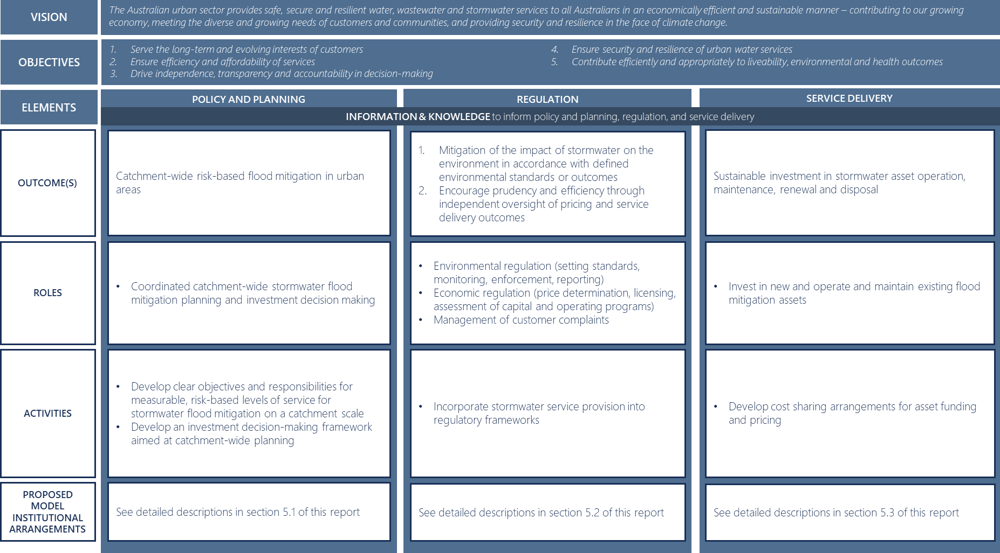 VISION
The Australian urban sector provides safe, secure and resilient water, wastewater and stormwater services to all Australians in an economically efficient and sustainable manner – contributing to our growing
economy, meeting the diverse and growing needs of customers and communities, and providing security and resilience in the face of climate change.
OBJECTIVES
1. Serve the long-term and evolving interests of customers
2. Ensure efficiency and affordability of services
3. Drive independence, transparency and accountability in decision-making
4. Ensure security and resilience of urban water services
5. Contribute efficiently and appropriately to liveability, environmental and health outcomes
ELEMENTS
POLICY AND PLANNING
REGULATION
SERVICE DELIVERY
INFORMATION & KNOWLEDGE to inform policy and planning, regulation, and service delivery
OUTCOME(S)
Catchment-wide risk-based flood mitigation in urban
areas
1. Mitigation of the impact of stormwater on the
environment in accordance with defined
environmental standards or outcomes
2. Encourage prudency and efficiency through
independent oversight of pricing and service
delivery outcomes
Sustainable investment in stormwater asset operation,
maintenance, renewal and disposal
ROLES
• Coordinated catchment-wide stormwater flood
mitigation planning and investment decision making
• Environmental regulation (setting standards,
monitoring, enforcement, reporting)
• Economic regulation (price determination, licensing,
assessment of capital and operating programs)
• Management of customer complaints
• Invest in new and operate and maintain existing flood
mitigation assets
ACTIVITIES
• Develop clear objectives and responsibilities for
measurable, risk-based levels of service for
stormwater flood mitigation on a catchment scale
• Develop an investment decision-making framework
aimed at catchment-wide planning
• Incorporate stormwater service provision into
regulatory frameworks
• Develop cost sharing arrangements for asset funding
and pricing
PROPOSED
MODEL
INSTITUTIONAL
ARRANGEMENTS
See detailed descriptions in section 5.1 of this report
See detailed descriptions in section 5.2 of this report
See detailed descriptions in section 5.3 of this report